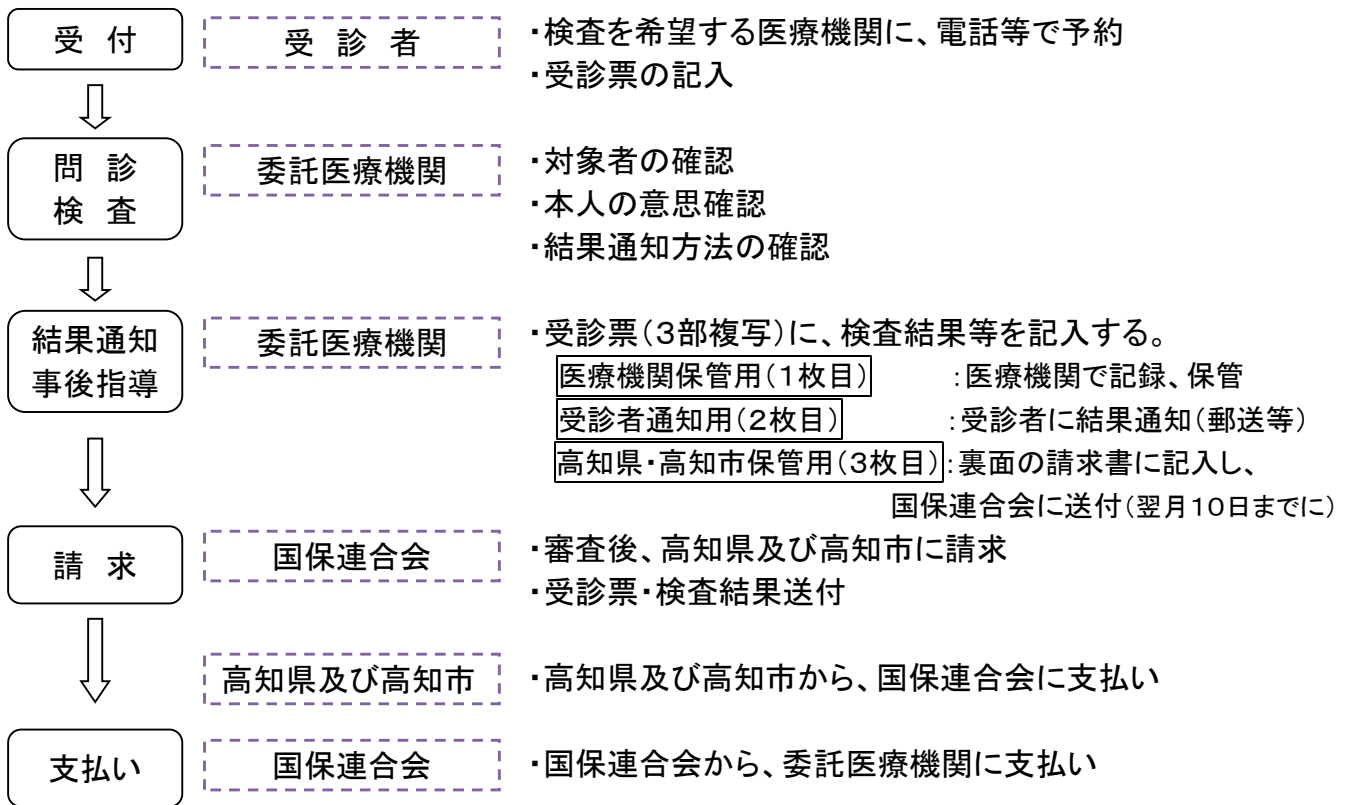 受 付
受 診 者
・検査を希望する医療機関に、電話等で予約
・受診票の記入
問 診
検 査
委託医療機関
・対象者の確認
・本人の意思確認
・結果通知方法の確認
結果通知
事後指導
委託医療機関
・受診票（３部複写）に、検査結果等を記入する。
医療機関保管用（１枚目） ：医療機関で記録、保管
受診者通知用（２枚目） ：受診者に結果通知（郵送等）
高知県・高知市保管用（３枚目）：裏面の請求書に記入し、
国保連合会に送付（翌月１０日までに）
請 求
国保連合会
・審査後、高知県及び高知市に請求
・受診票・検査結果送付
高知県及び高知市
・高知県及び高知市から、国保連合会に支払い
支払い
国保連合会
・国保連合会から、委託医療機関に支払い